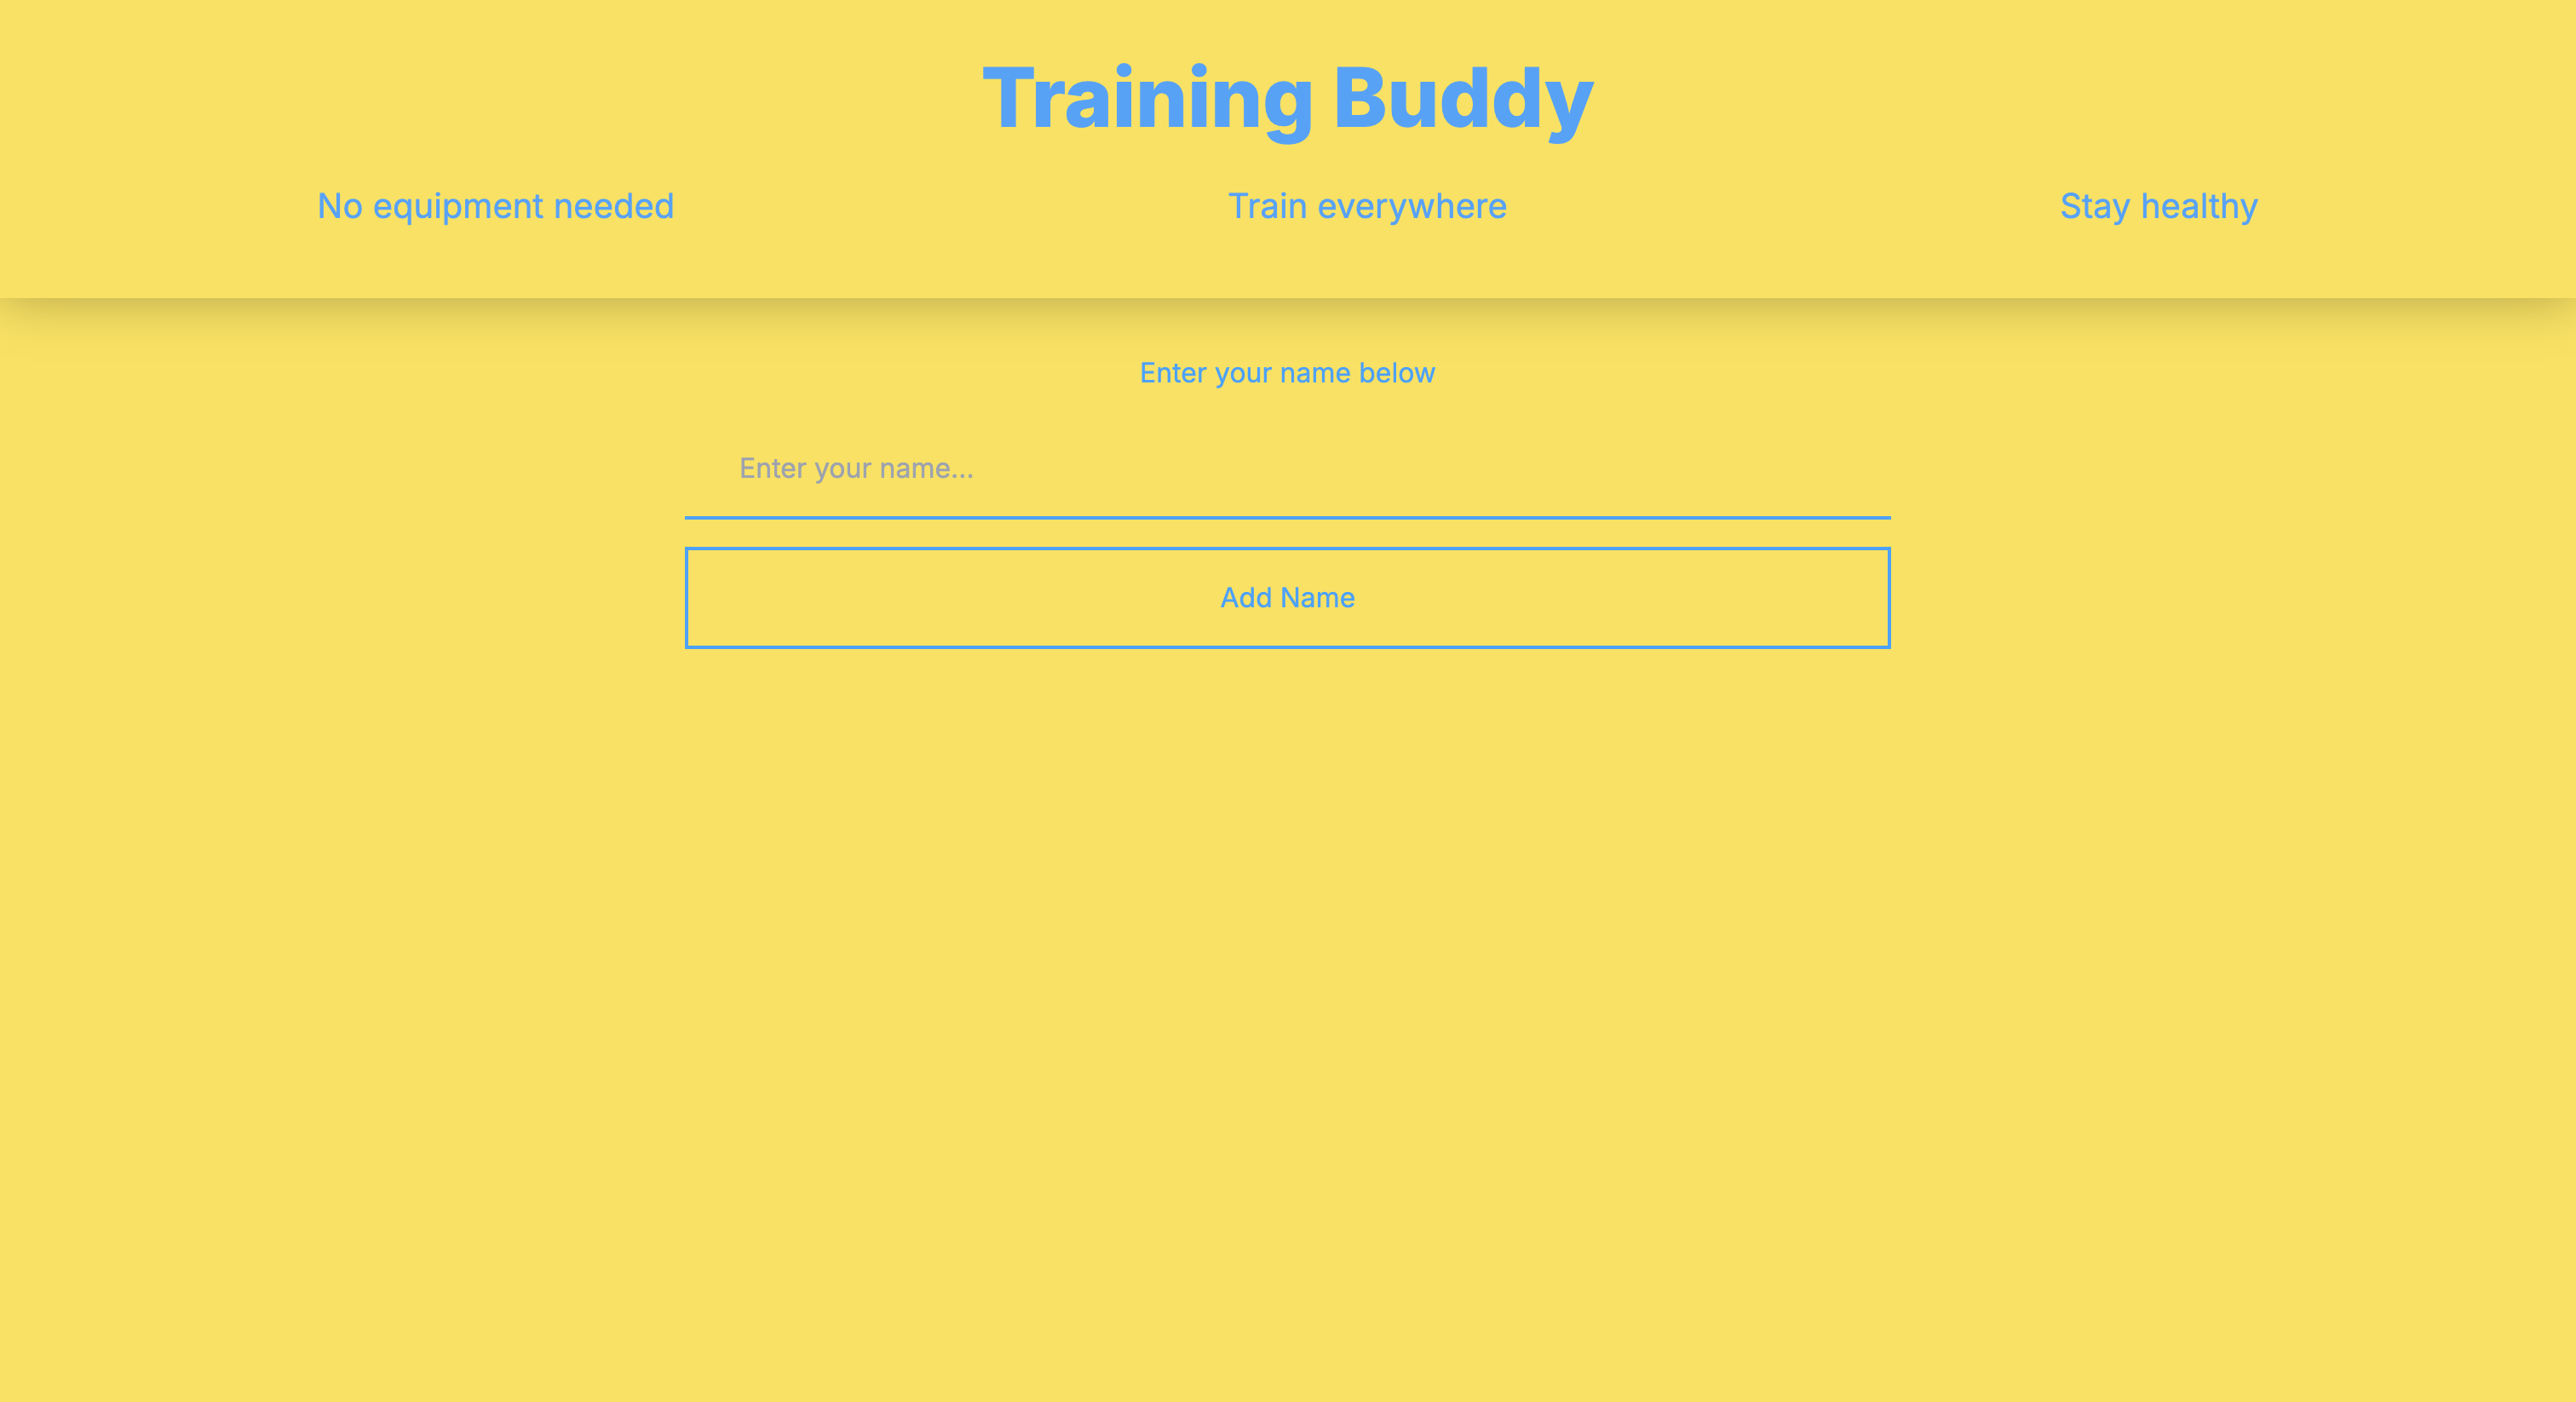 Training Buddy
No equipment needed Train everywhere Stay healthy
Enter your name below
Enter your name...
Add Name